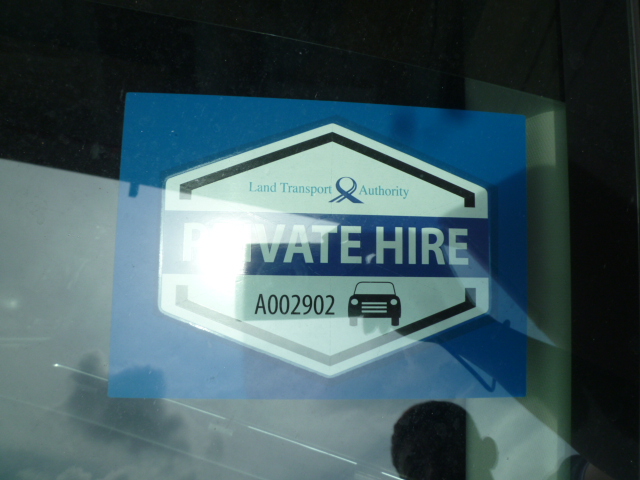 Land Transport Authority
PRIVATE HIRE
A002902